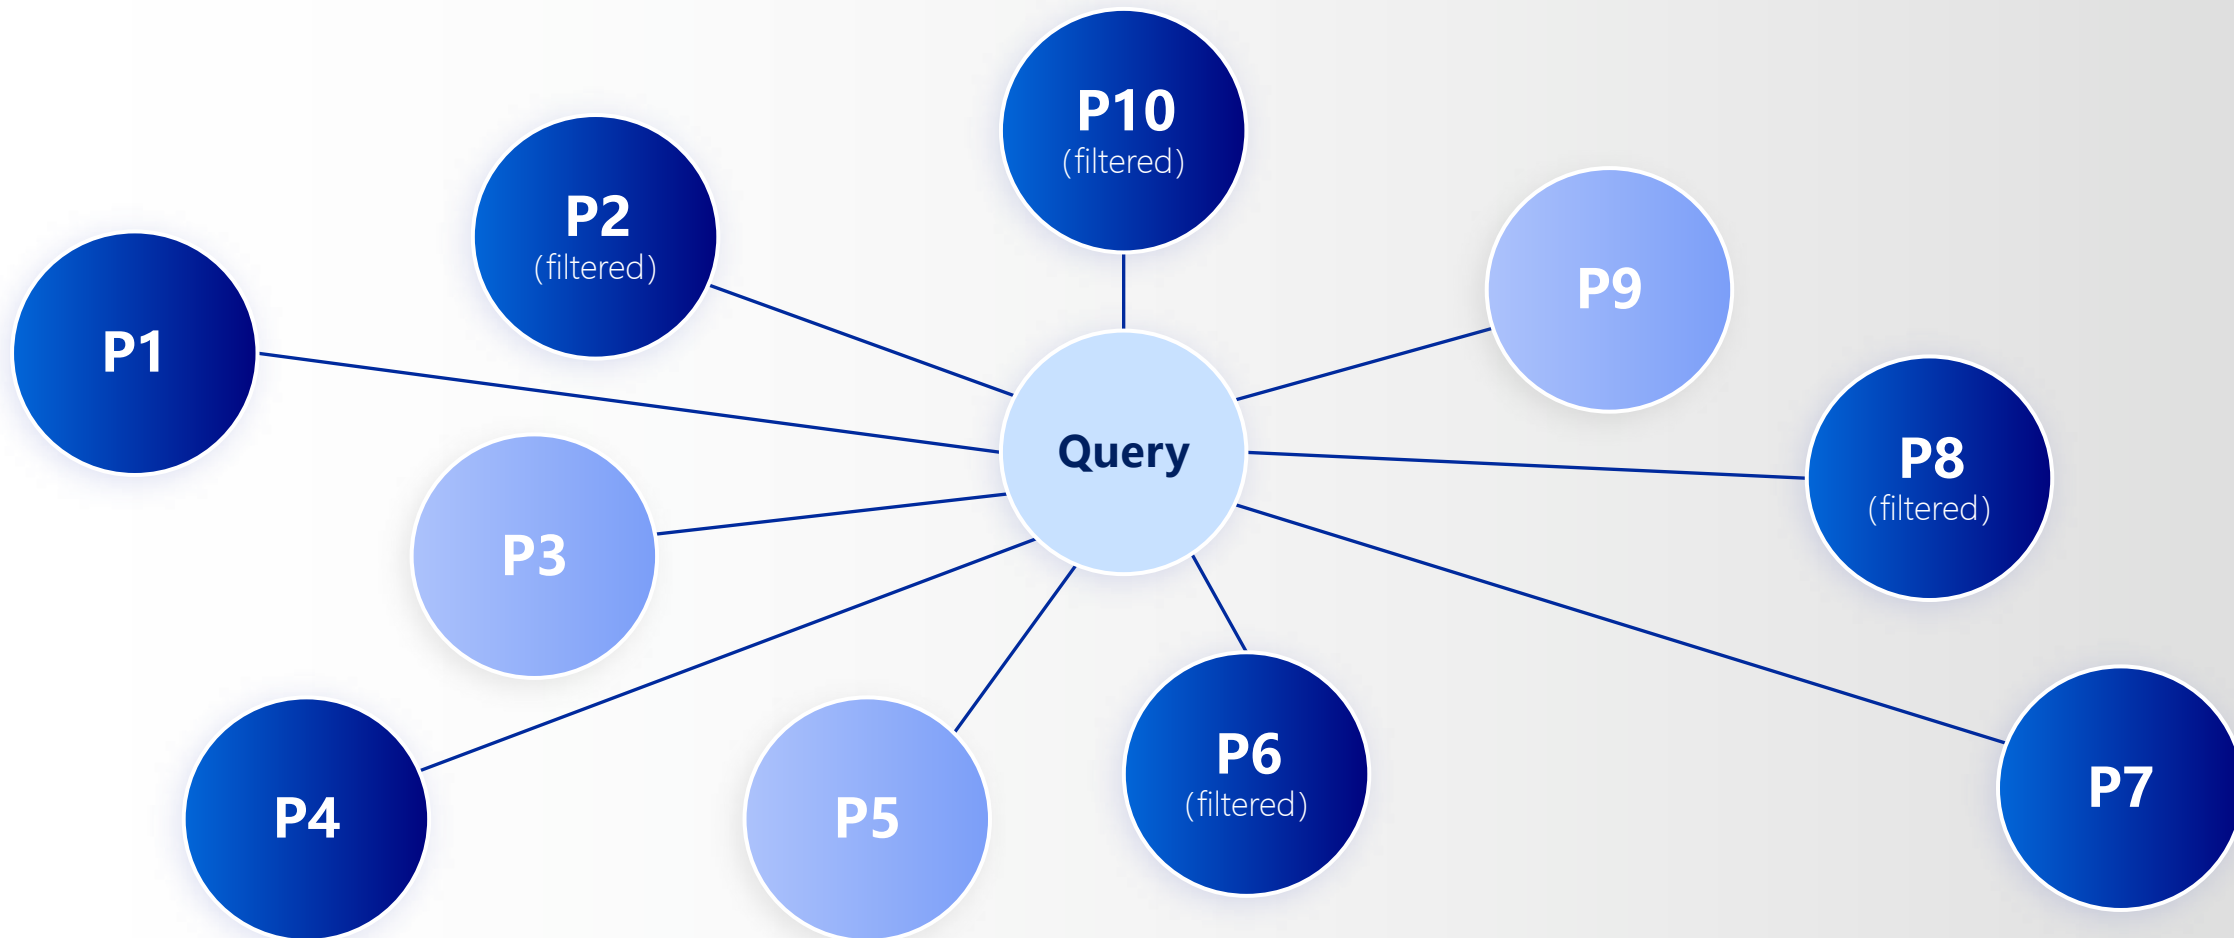 P10
(filtered)
P2
(filtered)
P9
P1
Query
P8
(filtered)
P3
P6
(filtered)
P7
P4
P5